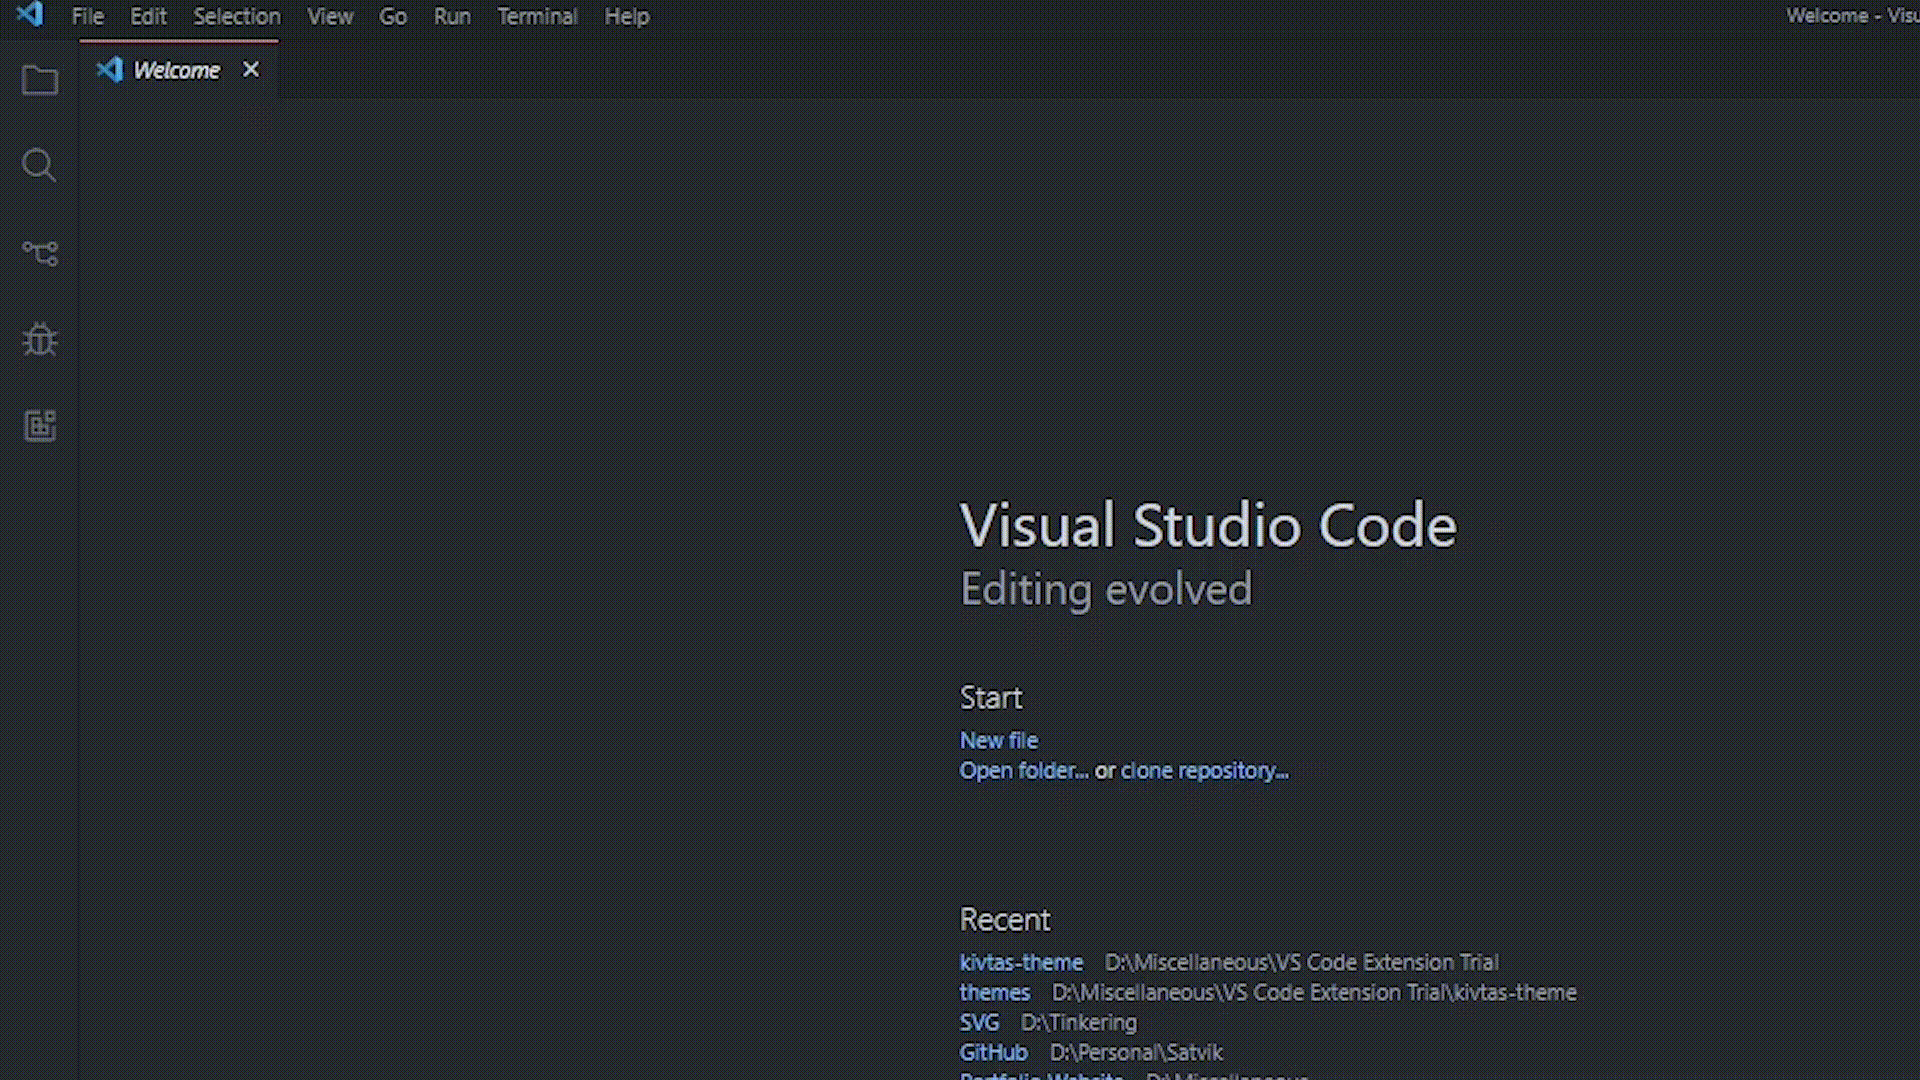 File Edit Selection View Go Run Terminal Help Welcome - Visu
Welcome
Visual Studio Code
Editing evolved
Start
New file
Open folder... or clone repository...
Recent
kivtas-theme D:\Miscellaneous\VS Code Extension Trial
themes D:\Miscellaneous\VS Code Extension Trial\kivtas-theme
SVG D:\Tinkering
GitHub D:\Personal\Satvik
Portfolio Website D:\Miscellaneous